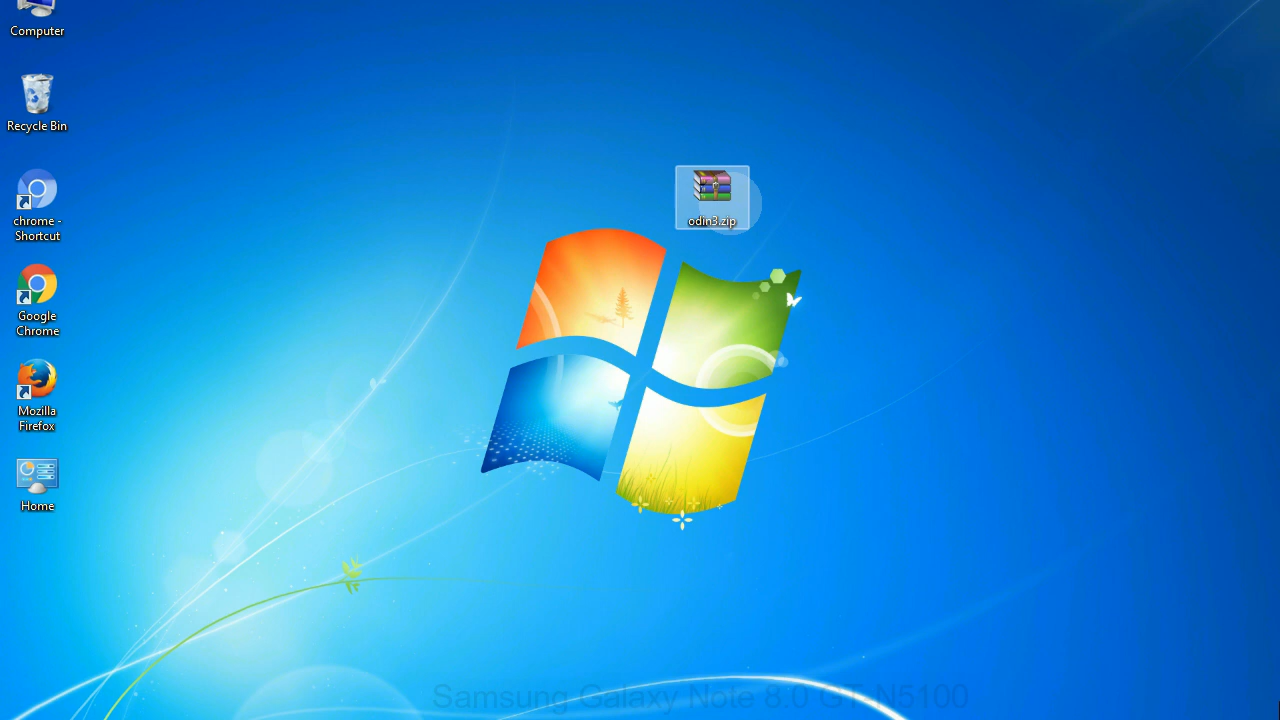 Computer
Recycle Bin
chrome -
Shortcut
Google
Chrome
Mozilla
Firefox
Home
odin3.zip
Samsung Galaxy Note 8.0 GT-N5100